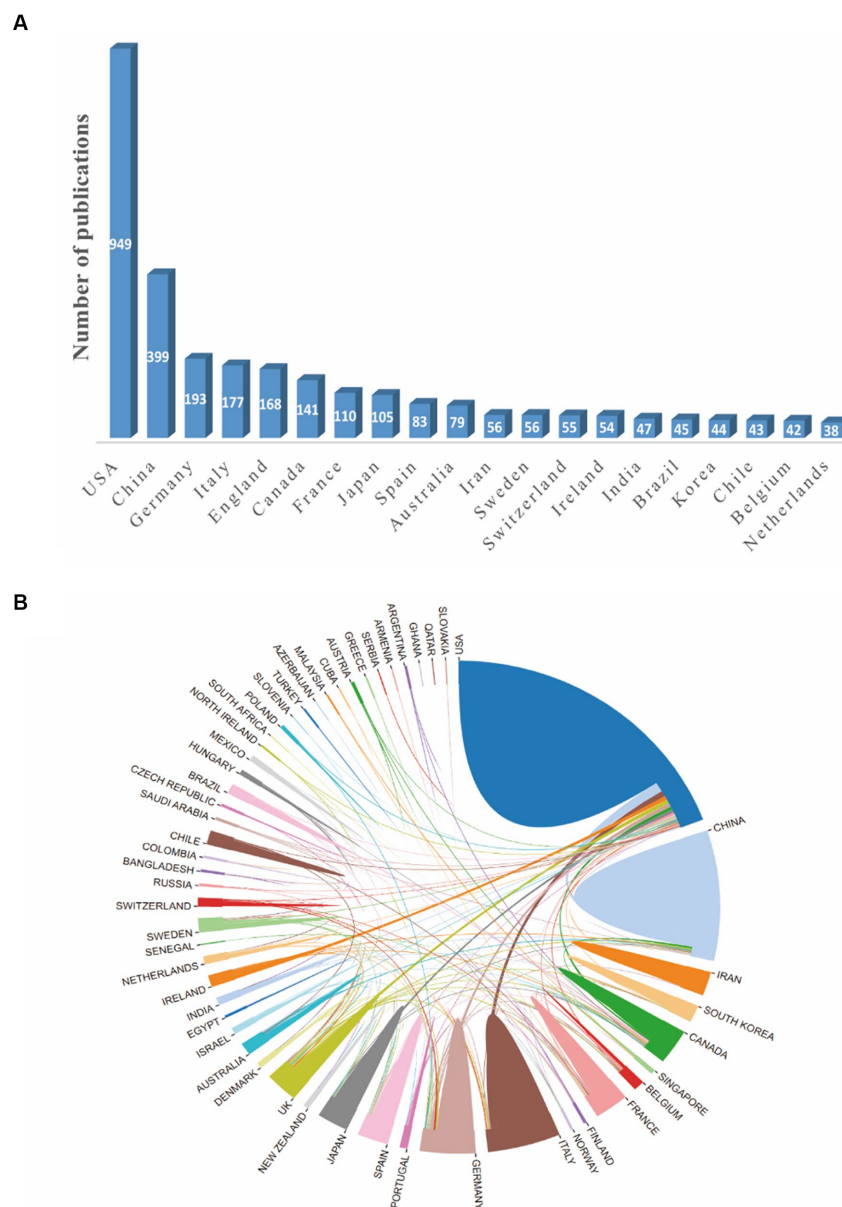 A
Number of publications
949
399
193
177
168
141
110
105
83
79
56
56
55
54
47
45
44
43
42
38
USA
China
Germany
Italy
England
Canada
France
Japan
Spain
Australia
Iran
Sweden
Switzerland
Ireland
India
Brazil
Korea
Chile
Belgium
Netherlands
B
USA
CHINA
IRAN
SOUTH KOREA
CANADA
SINGAPORE
BELGIUM
FRANCE
FINLAND
NORWAY
ITALY
GERMANY
PORTUGAL
SPAIN
JAPAN
NEW ZEALAND
UK
DENMARK
AUSTRALIA
ISRAEL
EGYPT
INDIA
IRELAND
NETHERLANDS
SENEGAL
SWEDEN
SWITZERLAND
RUSSIA
BANGLADESH
COLOMBIA
CHILE
SAUDI ARABIA
CZECH REPUBLIC
BRAZIL
HUNGARY
MEXICO
NORTH IRELAND
SOUTH AFRICA
POLAND
SLOVENIA
TURKEY
AZERBAIJAN
MALAYSIA
CUBA
AUSTRIA
GREECE
SERBIA
ARMENIA
ARGENTINA
GHANA
QATAR
SLOVAKIA